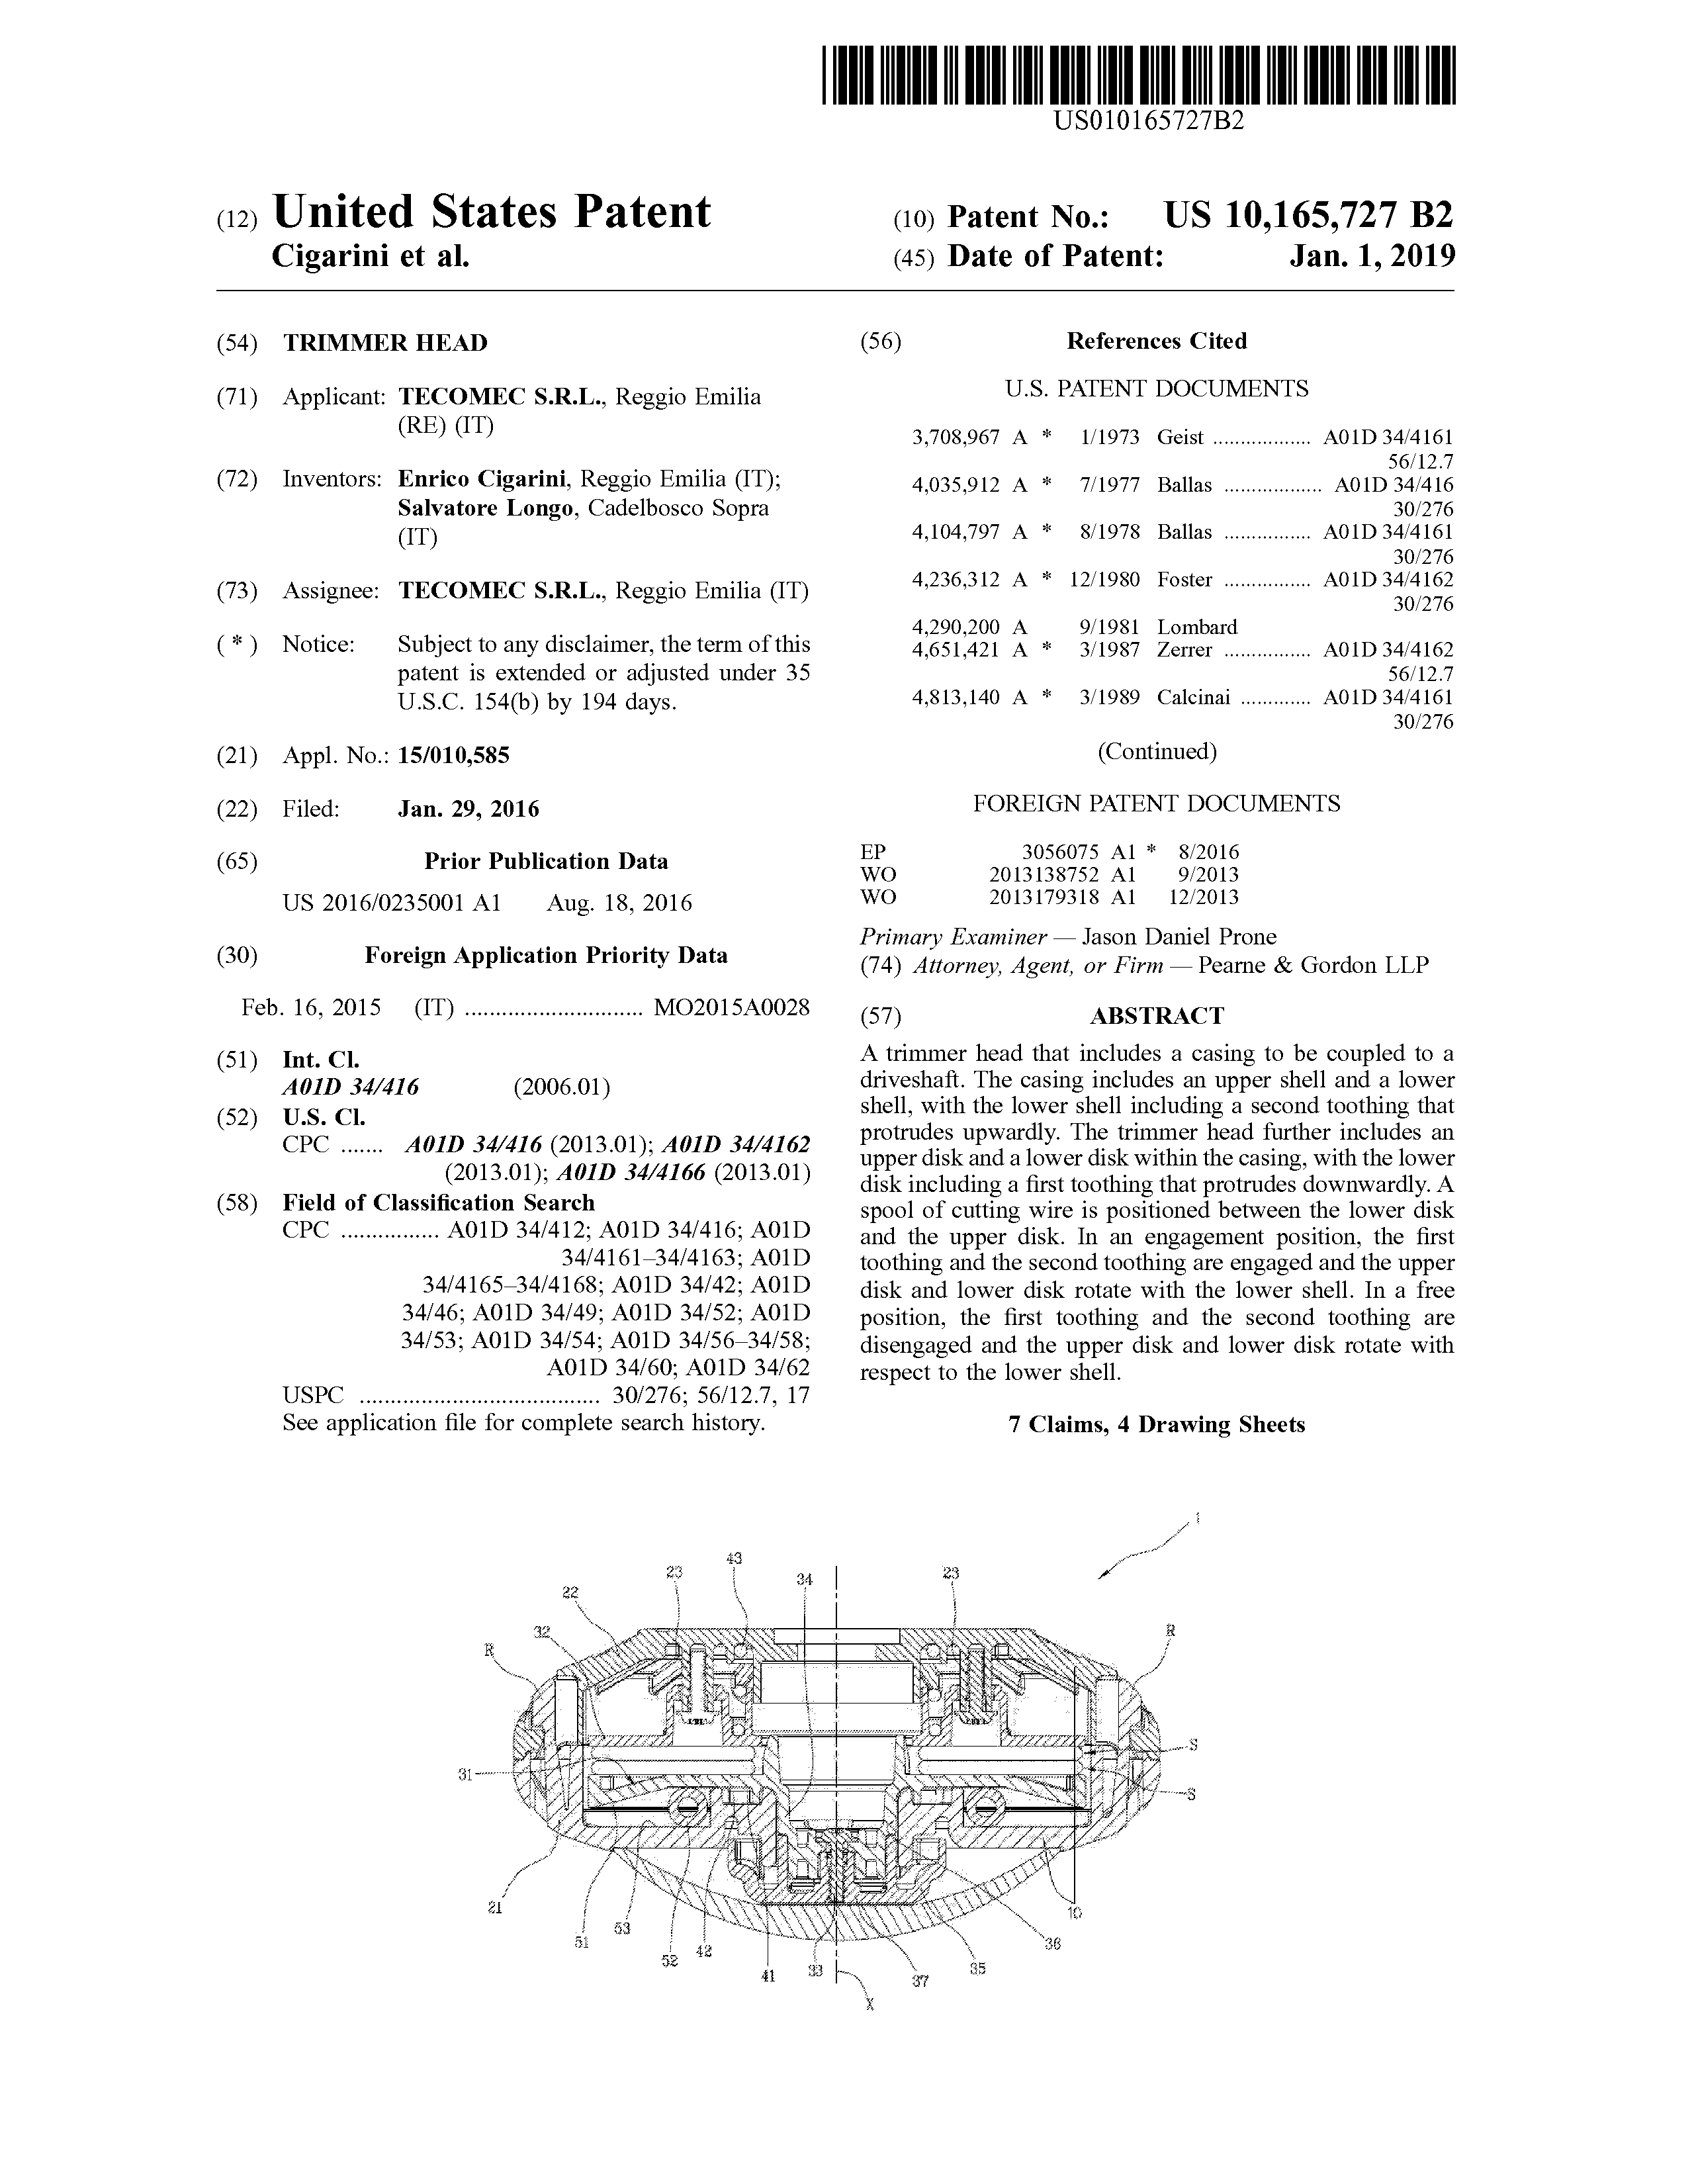 US010165727B2
(12) United States Patent
Cigarini et al.
(10) Patent No.: US 10,165,727 B2
(45) Date of Patent: Jan. 1, 2019
(54) TRIMMER HEAD
(71) Applicant: TECOMEC S.R.L., Reggio Emilia
(RE) (IT)
(72) Inventors: Enrico Cigarini, Reggio Emilia (IT);
Salvatore Longo, Cadelbosco Sopra
(IT)
(73) Assignee: TECOMEC S.R.L., Reggio Emilia (IT)
( * ) Notice: Subject to any disclaimer, the term of this
patent is extended or adjusted under 35
U.S.C. 154(b) by 194 days.
(21) Appl. No.: 15/010,585
(22) Filed: Jan. 29, 2016
(65) Prior Publication Data
US 2016/0235001 A1 Aug. 18, 2016
(30) Foreign Application Priority Data
Feb. 16, 2015 (IT) ............................ MO2015A0028
(51) Int. Cl.
A01D 34/416 (2006.01)
(52) U.S. Cl.
CPC ....... A01D 34/416 (2013.01); A01D 34/4162
(2013.01); A01D 34/4166 (2013.01)
(58) Field of Classification Search
CPC ................ A01D 34/412; A01D 34/416; A01D
34/4161–34/4163; A01D
34/4165–34/4168; A01D 34/42; A01D
34/46; A01D 34/49; A01D 34/52; A01D
34/53; A01D 34/54; A01D 34/56–34/58;
A01D 34/60; A01D 34/62
USPC ...................................... 30/276; 56/12.7, 17
See application file for complete search history.
(56) References Cited
U.S. PATENT DOCUMENTS
3,708,967 A * 1/1973 Geist .................. A01D 34/4161
56/12.7
4,035,912 A * 7/1977 Ballas .................. A01D 34/416
30/276
4,104,797 A * 8/1978 Ballas ................ A01D 34/4161
30/276
4,236,312 A * 12/1980 Foster ................ A01D 34/4162
30/276
4,290,200 A 9/1981 Lombard
4,651,421 A * 3/1987 Zerrer ................ A01D 34/4162
56/12.7
4,813,140 A * 3/1989 Calcinai ............. A01D 34/4161
30/276
(Continued)
FOREIGN PATENT DOCUMENTS
EP 3056075 A1 * 8/2016
WO 2013138752 A1 9/2013
WO 2013179318 A1 12/2013
Primary Examiner — Jason Daniel Prone
(74) Attorney, Agent, or Firm — Pearne & Gordon LLP
(57) ABSTRACT
A trimmer head that includes a casing to be coupled to a
driveshaft. The casing includes an upper shell and a lower
shell, with the lower shell including a second toothing that
protrudes upwardly. The trimmer head further includes an
upper disk and a lower disk within the casing, with the lower
disk including a first toothing that protrudes downwardly. A
spool of cutting wire is positioned between the lower disk
and the upper disk. In an engagement position, the first
toothing and the second toothing are engaged and the upper
disk and lower disk rotate with the lower shell. In a free
position, the first toothing and the second toothing are
disengaged and the upper disk and lower disk rotate with
respect to the lower shell.
7 Claims, 4 Drawing Sheets
1
43
23
34
23
22
32
R
R
S
31
S
21
10
51
53
52
42
36
41
33
37
35
X